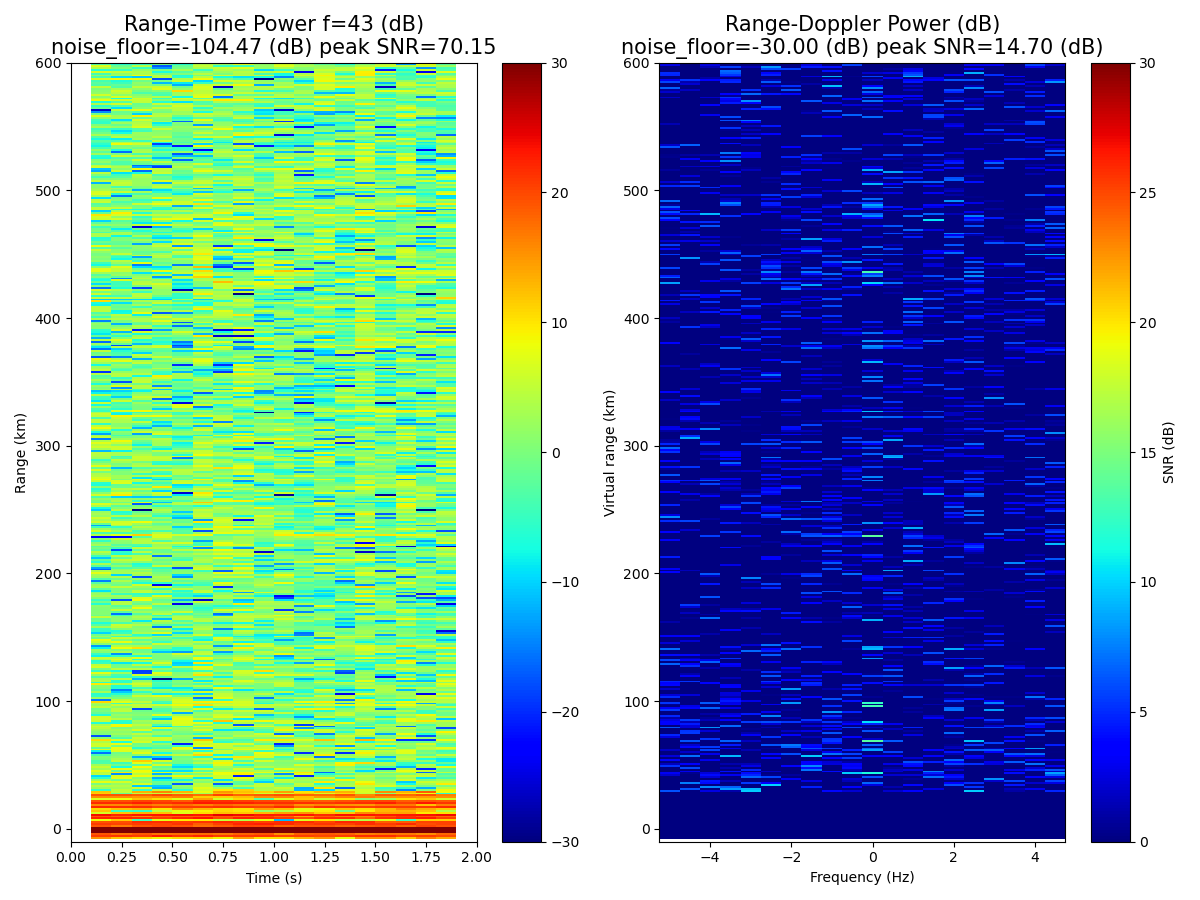 Range-Time Power f=43 (dB)
noise_floor=-104.47 (dB) peak SNR=70.15
Range (km)
600
500
400
300
200
100
0
0.00 0.25 0.50 0.75 1.00 1.25 1.50 1.75 2.00
Time (s)
30
20
10
0
−10
−20
−30
Range-Doppler Power (dB)
noise_floor=-30.00 (dB) peak SNR=14.70 (dB)
Virtual range (km)
600
500
400
300
200
100
0
−4 −2 0 2 4
Frequency (Hz)
30
25
20
15
10
5
0
SNR (dB)